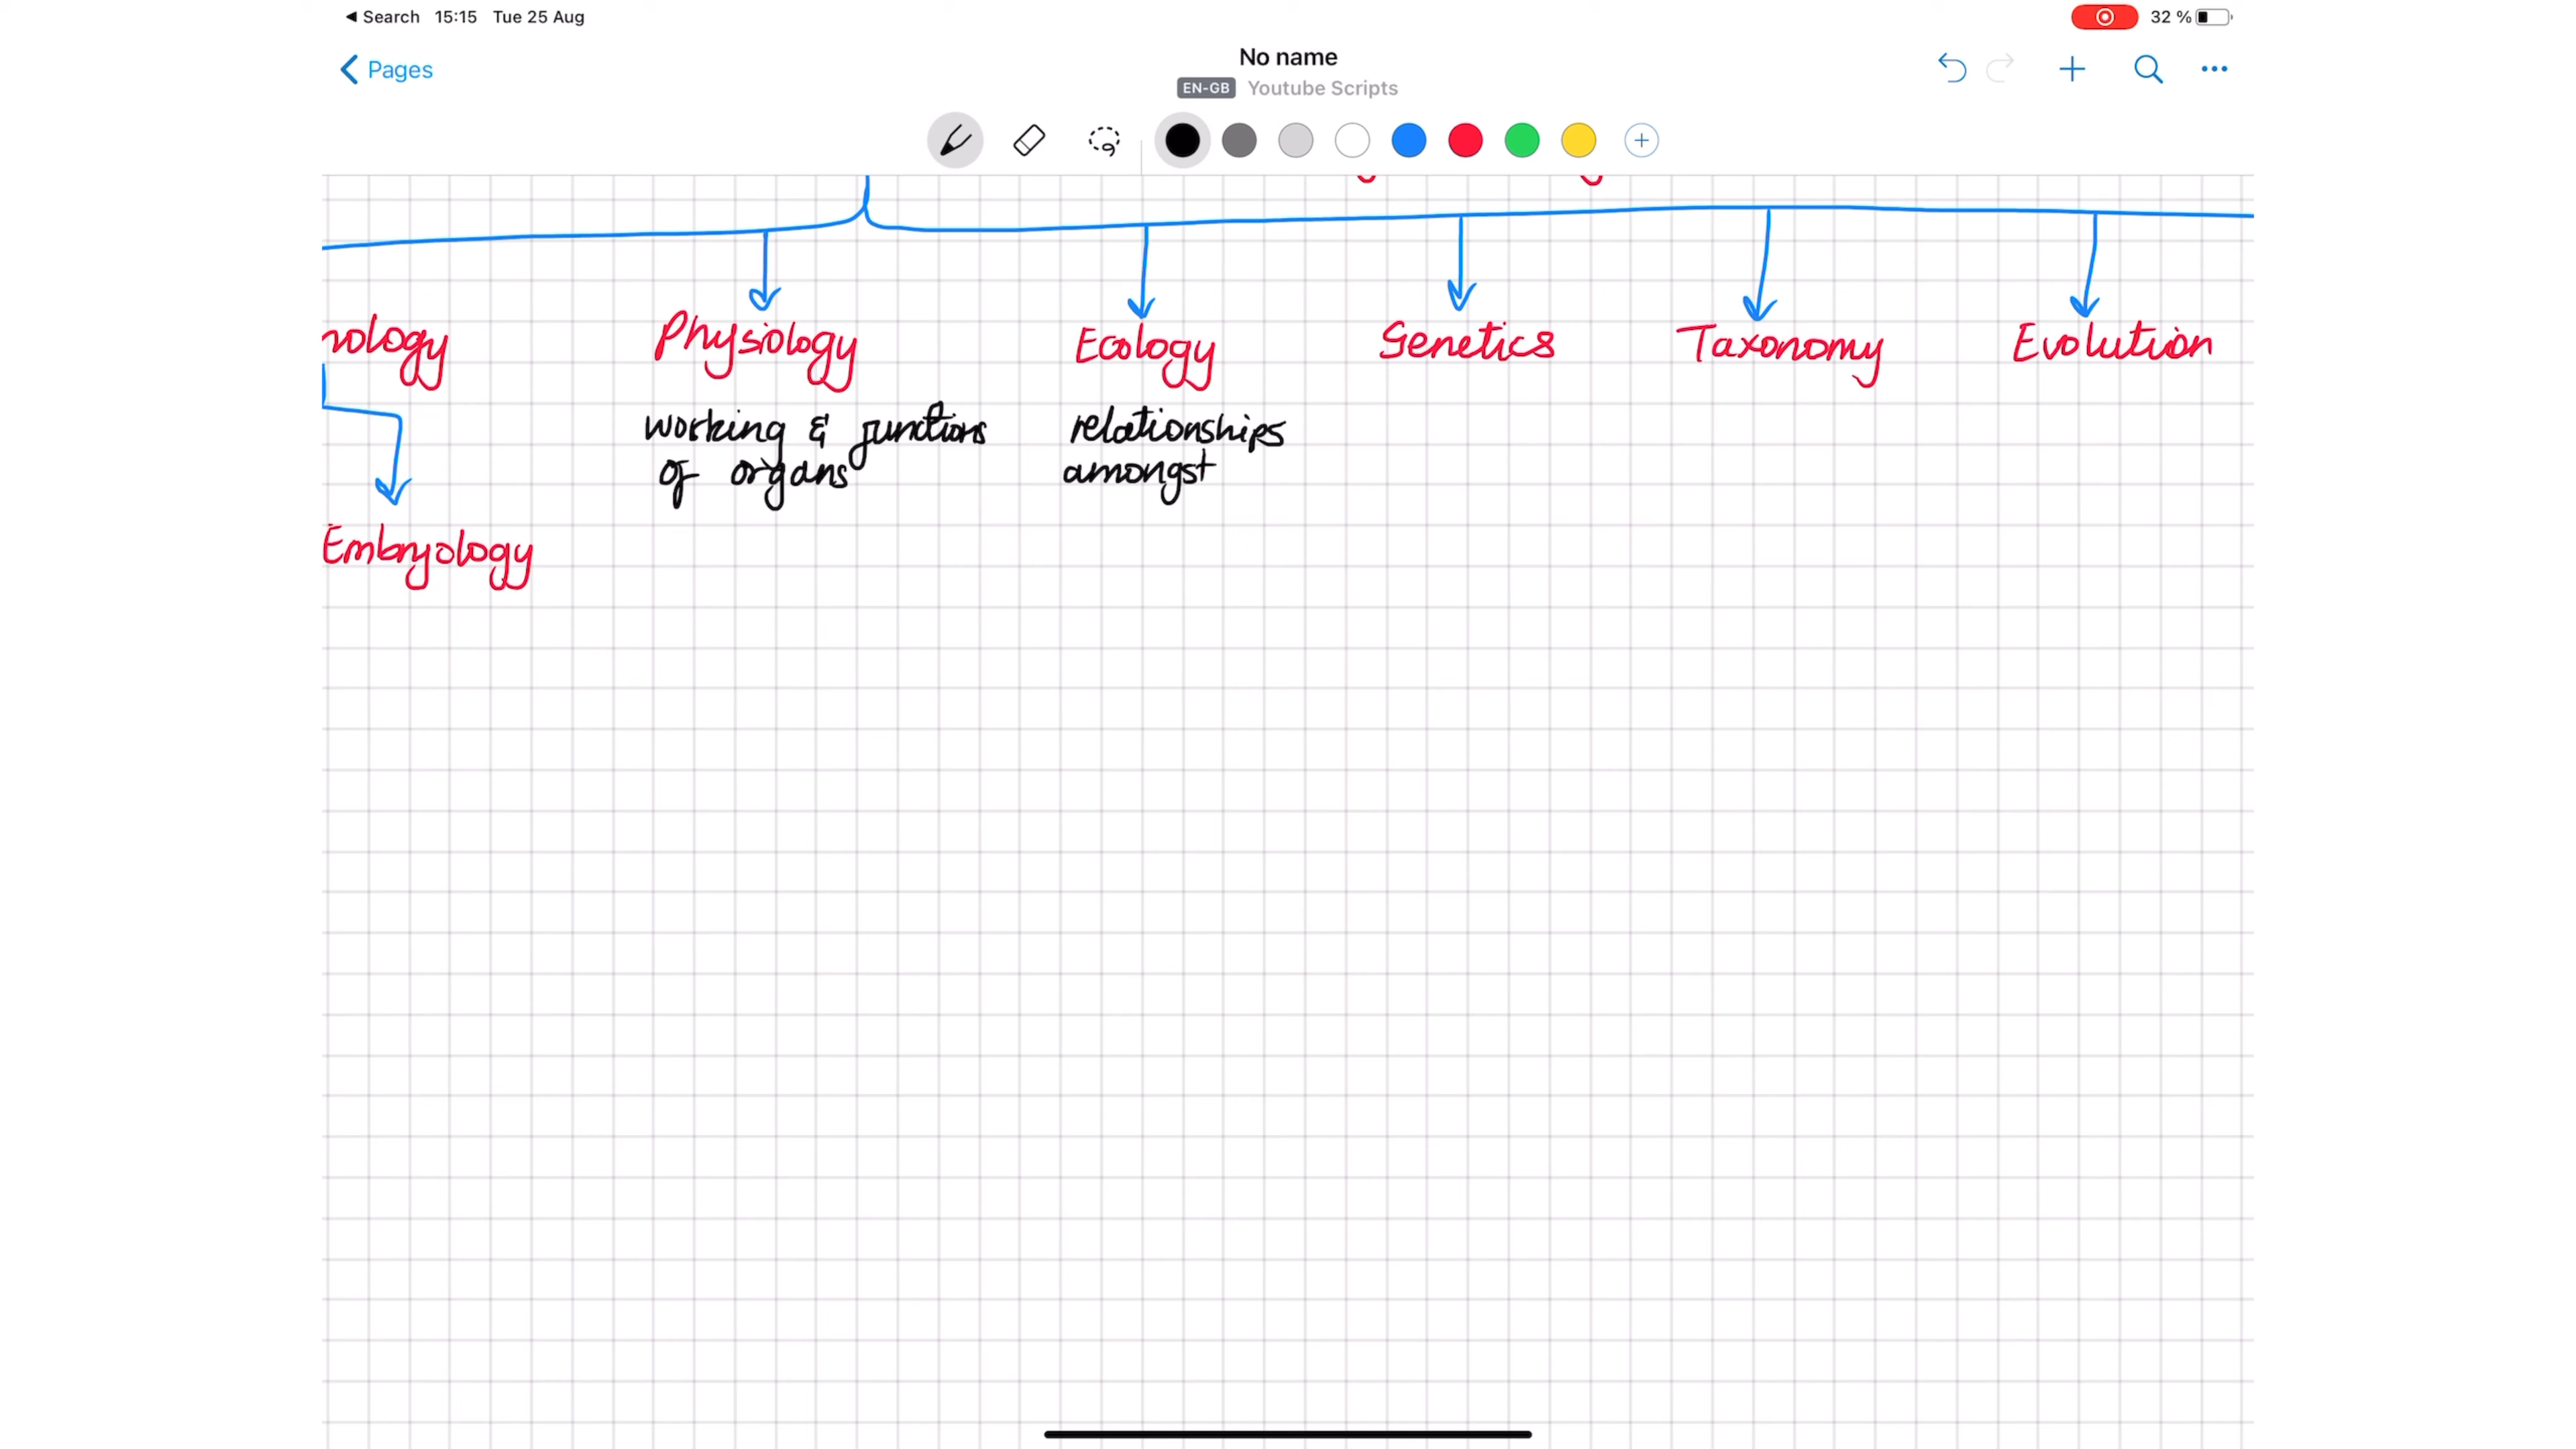 Search 15:15 Tue 25 Aug
32 %
Pages
No name
EN-GB Youtube Scripts
nology
Physiology
Ecology
Genetics
Taxonomy
Evolution
working & functions
of organs
relationships
amongst
Embryology